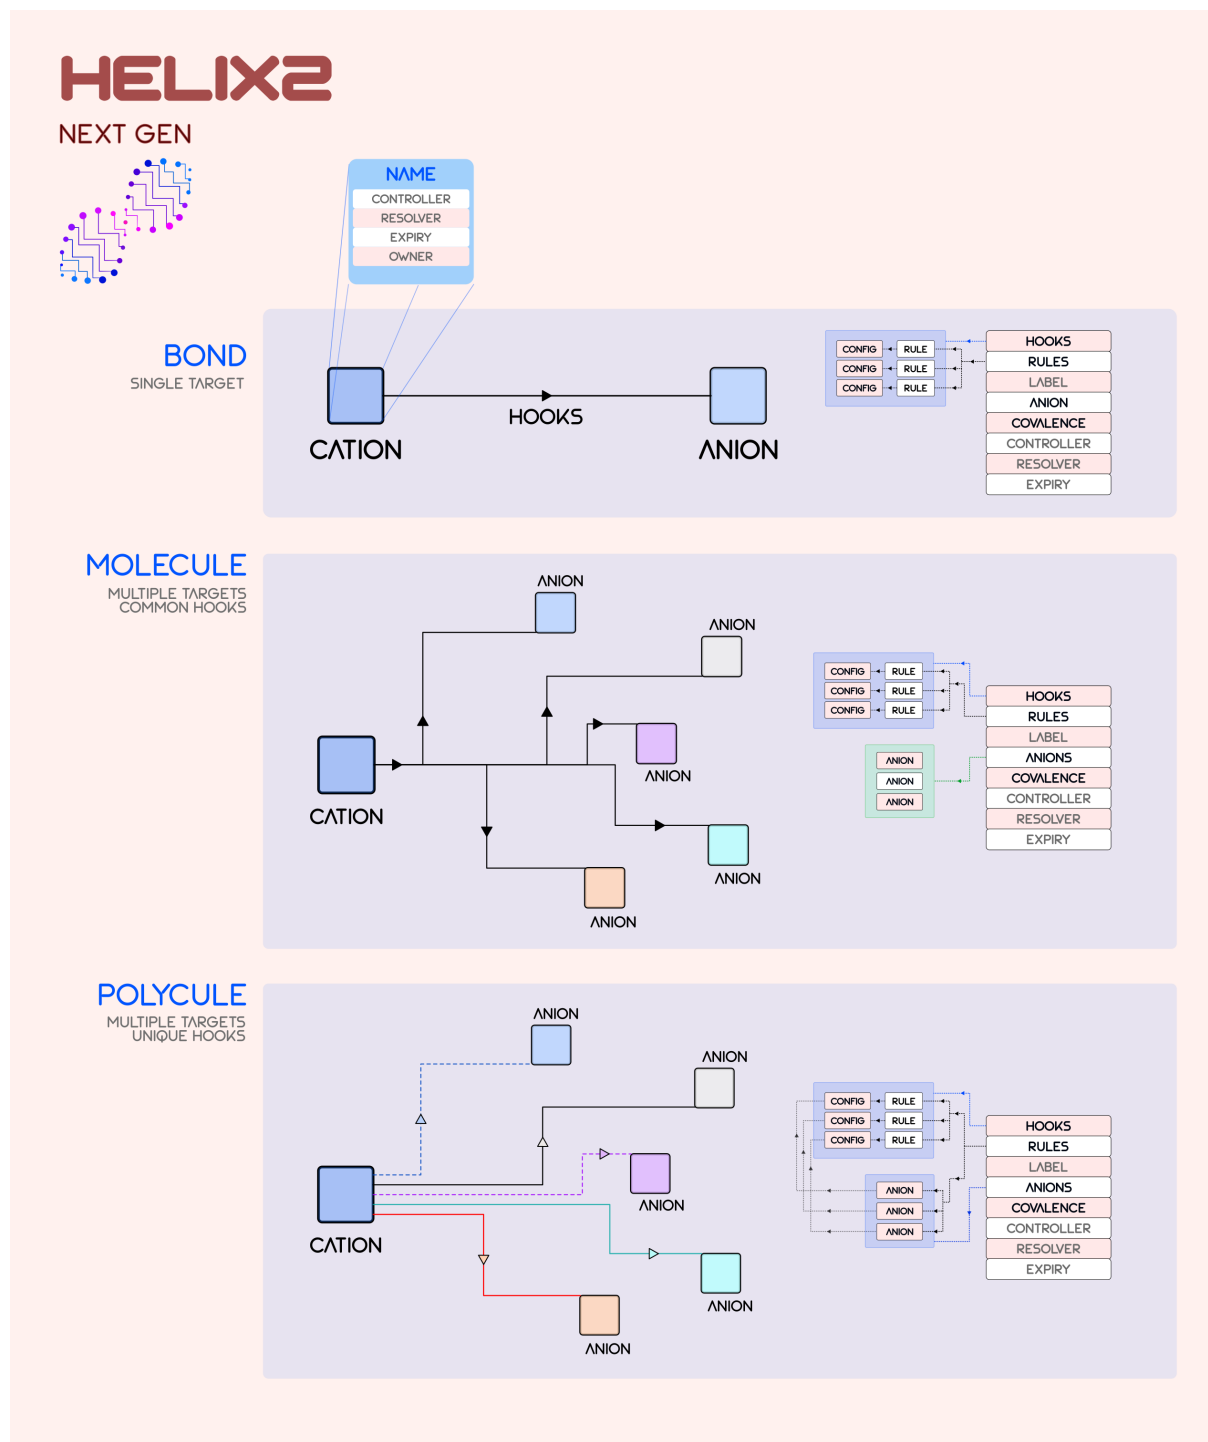 HELIX2
NEXT GEN
NAME
CONTROLLER
RESOLVER
EXPIRY
OWNER
BOND
SINGLE TARGET
CATION
HOOKS
ANION
CONFIG RULE
CONFIG RULE
CONFIG RULE
HOOKS
RULES
LABEL
ANION
COVALENCE
CONTROLLER
RESOLVER
EXPIRY
MOLECULE
MULTIPLE TARGETS
COMMON HOOKS
ANION
ANION
ANION
CATION
ANION
ANION
CONFIG RULE
CONFIG RULE
CONFIG RULE
ANION
ANION
ANION
HOOKS
RULES
LABEL
ANIONS
COVALENCE
CONTROLLER
RESOLVER
EXPIRY
POLYCULE
MULTIPLE TARGETS
UNIQUE HOOKS
ANION
ANION
ANION
CATION
ANION
ANION
CONFIG RULE
CONFIG RULE
CONFIG RULE
ANION
ANION
ANION
HOOKS
RULES
LABEL
ANIONS
COVALENCE
CONTROLLER
RESOLVER
EXPIRY